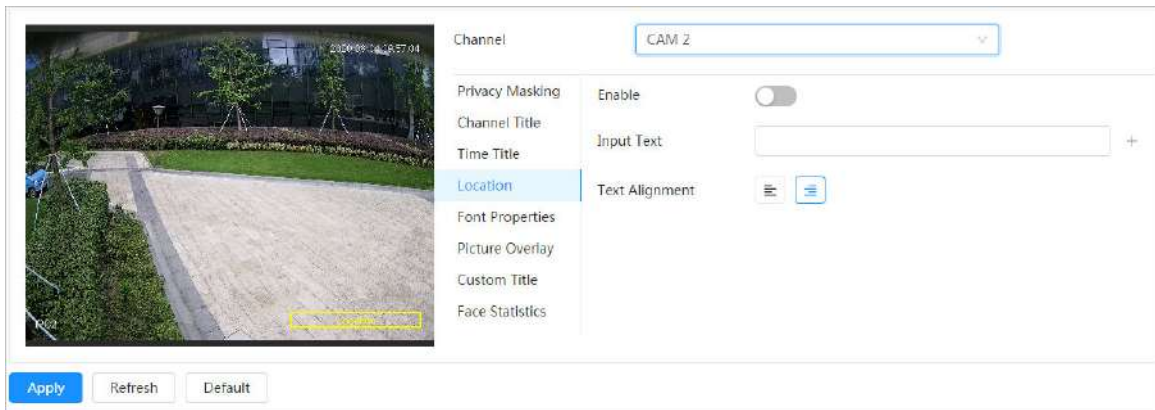 Channel
CAM 2
Privacy Masking
Channel Title
Time Title
Location
Font Properties
Picture Overlay
Custom Title
Face Statistics
Enable
Input Text
+
Text Alignment
Apply
Refresh
Default